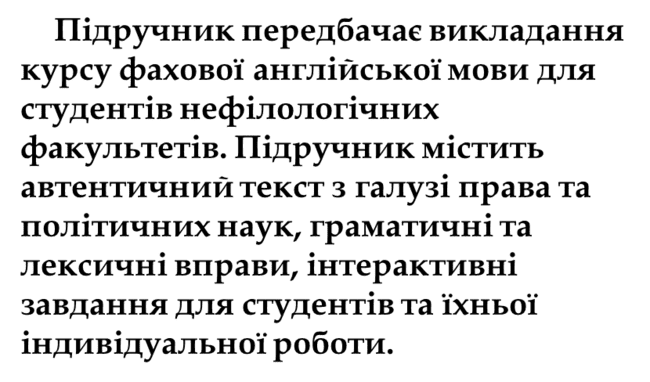 Підручник передбачає викладання
курсу фахової англійської мови для
студентів нефілологічних
факультетів. Підручник містить
автентичний текст з галузі права та
політичних наук, граматичні та
лексичні вправи, інтерактивні
завдання для студентів та їхньої
індивідуальної роботи.